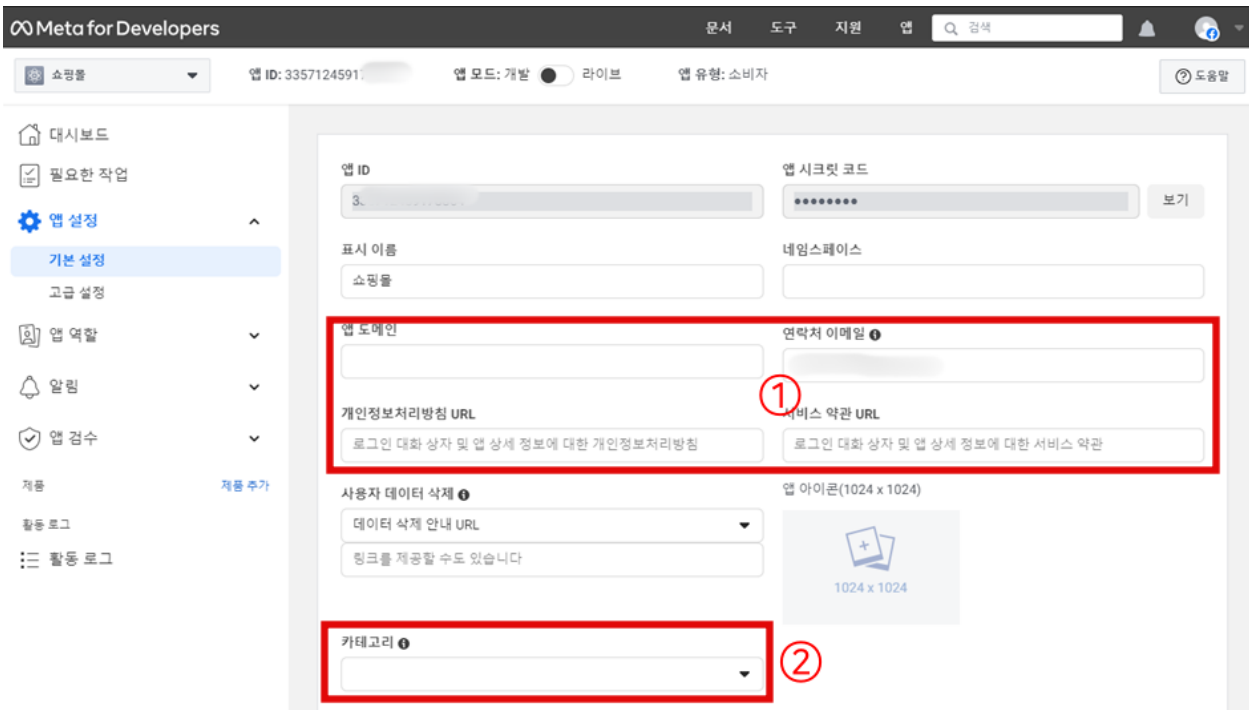 Meta for Developers 문서 도구 지원 앱 검색
쇼핑몰 앱 ID: 3357124591 앱 모드: 개발 라이브 앱 유형: 소비자 도움말
대시보드
필요한 작업
앱 설정
기본 설정
고급 설정
앱 역할
알림
앱 검수
제품 제품 추가
활동 로그
활동 로그
앱 ID 앱 시크릿 코드
3 •••••••• 보기
표시 이름 네임스페이스
쇼핑몰
앱 도메인 연락처 이메일
①
개인정보처리방침 URL 서비스 약관 URL
로그인 대화 상자 및 앱 상세 정보에 대한 개인정보처리방침 로그인 대화 상자 및 앱 상세 정보에 대한 서비스 약관
사용자 데이터 삭제 앱 아이콘(1024 x 1024)
데이터 삭제 안내 URL
링크를 제공할 수도 있습니다
1024 x 1024
카테고리
②